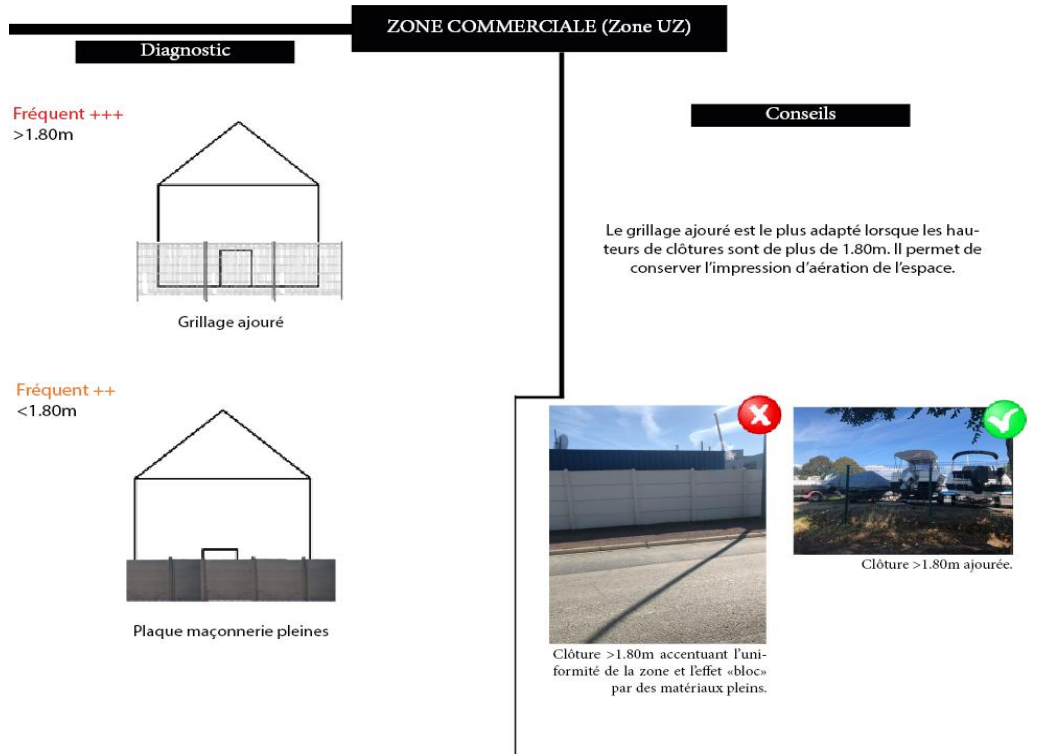 ZONE COMMERCIALE (Zone UZ)
Diagnostic
Fréquent +++
>1.80m
Grillage ajouré
Fréquent ++
<1.80m
Plaque maçonnerie pleines
Conseils
Le grillage ajouré est le plus adapté lorsque les hau-
teurs de clôtures sont de plus de 1.80m. Il permet de
conserver l'impression d'aération de l'espace.
Clôture >1.80m accentuant l'uni-
formité de la zone et l'effet «bloc»
par des matériaux pleins.
Clôture >1.80m ajourée.